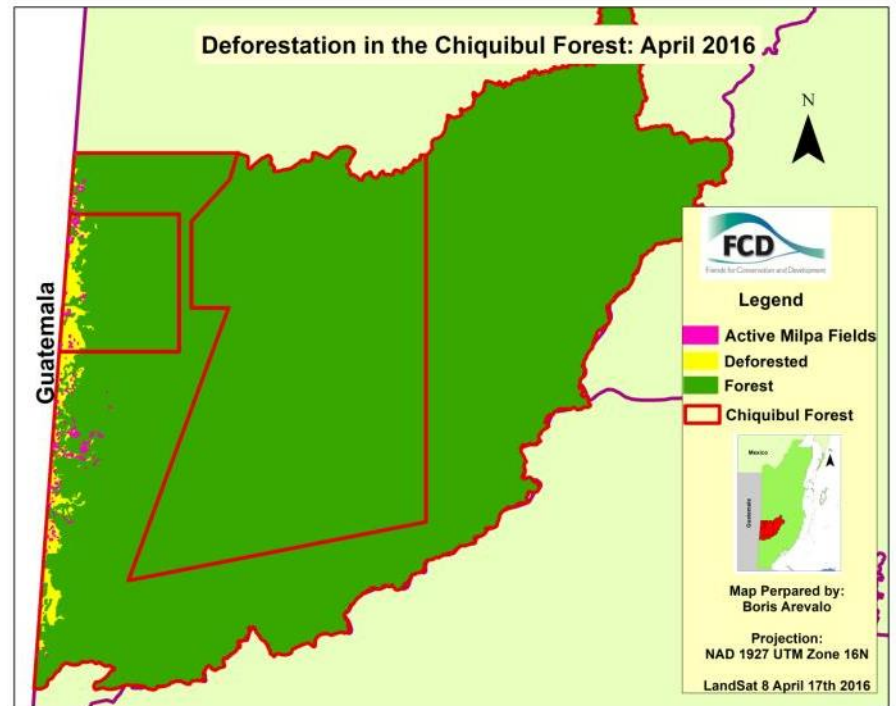 Deforestation in the Chiquibul Forest: April 2016
N
Guatemala
FCD
Friends for Conservation and Development
Legend
Active Milpa Fields
Deforested
Forest
Chiquibul Forest
Mexico
Guatemala
Map Perpared by:
Boris Arevalo
Projection:
NAD 1927 UTM Zone 16N
LandSat 8 April 17th 2016